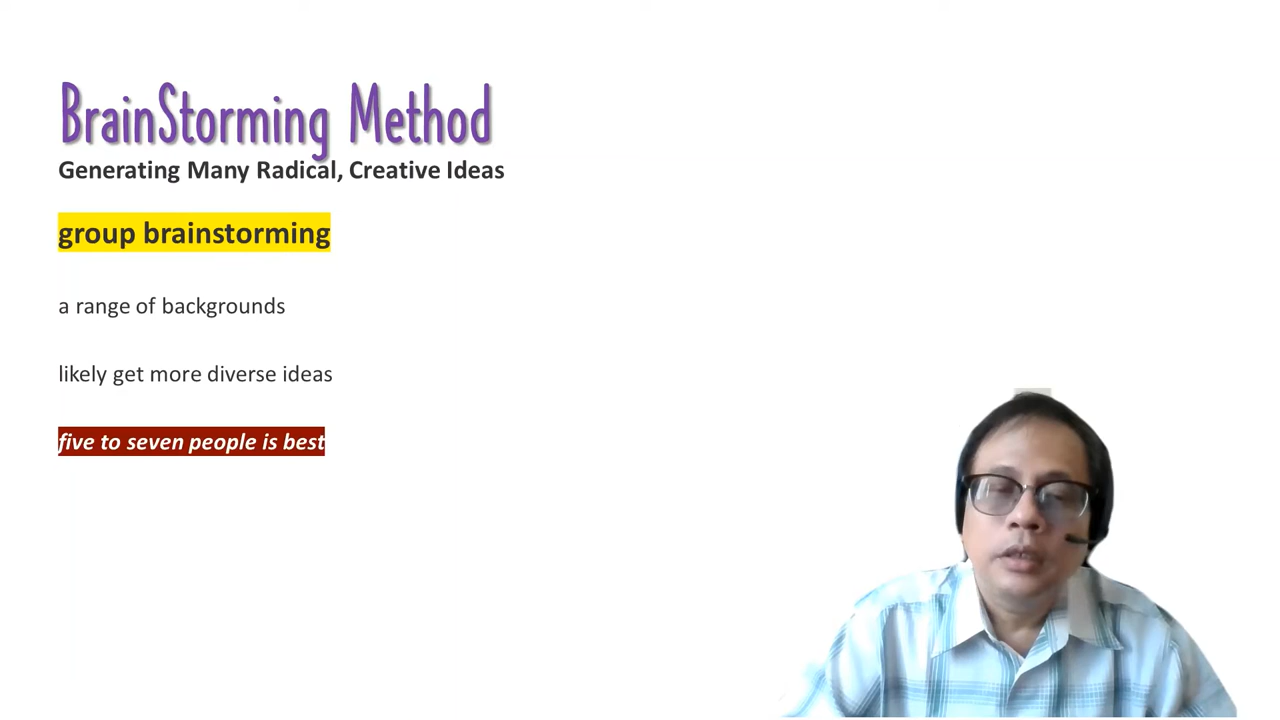 BrainStorming Method
Generating Many Radical, Creative Ideas
group brainstorming
a range of backgrounds
likely get more diverse ideas
five to seven people is best